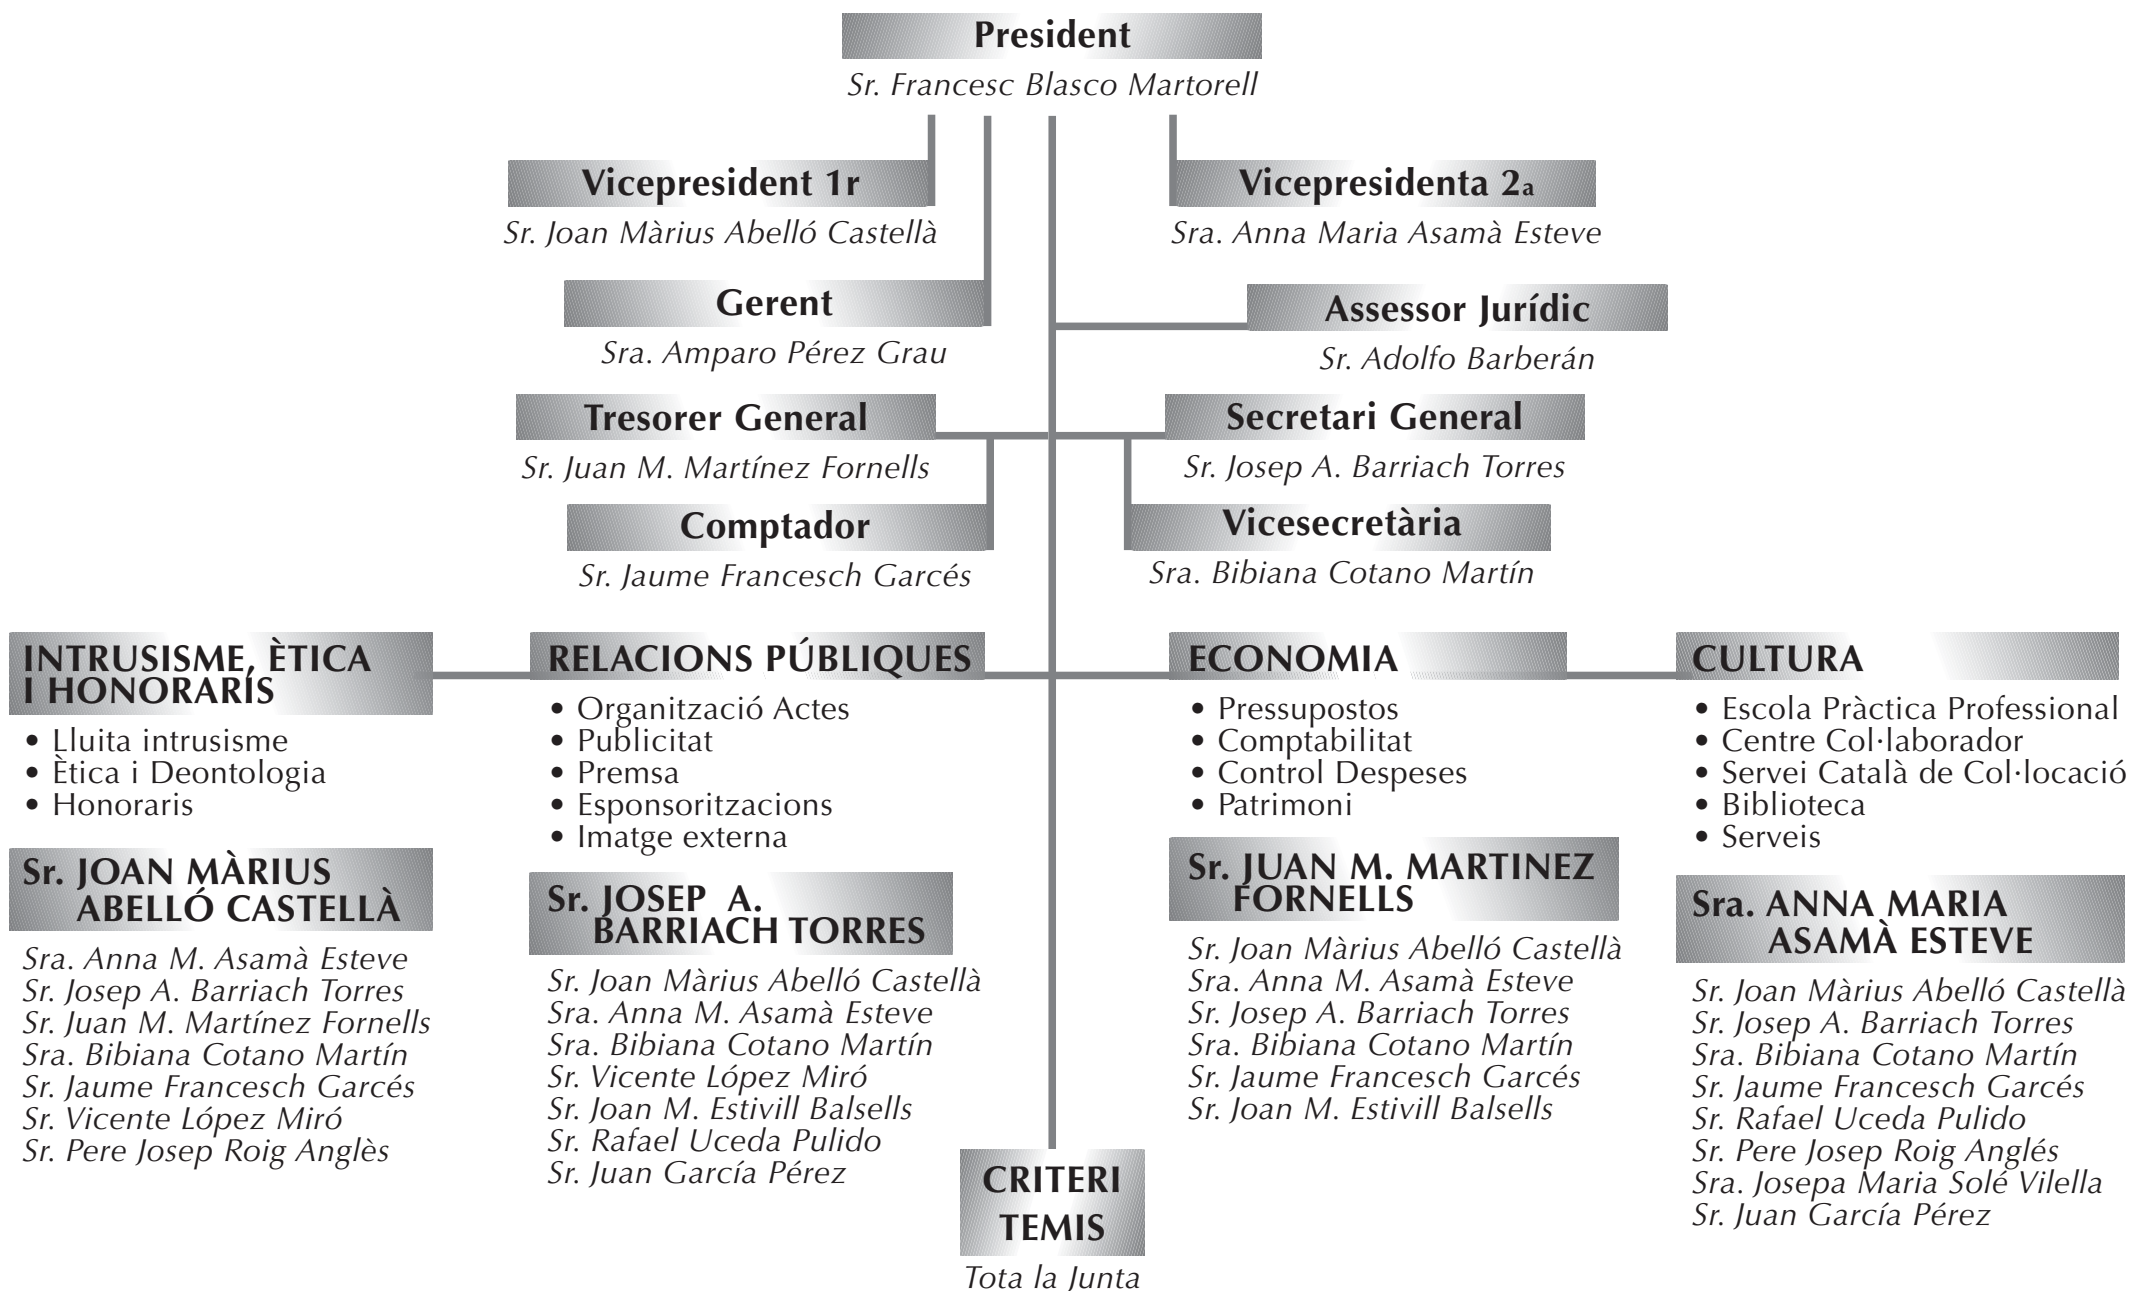 President
Sr. Francesc Blasco Martorell
Vicepresident 1r
Sr. Joan Màrius Abelló Castellà
Vicepresidenta 2a
Sra. Anna Maria Asamà Esteve
Gerent
Sra. Amparo Pérez Grau
Assessor Jurídic
Sr. Adolfo Barberán
Tresorer General
Sr. Juan M. Martínez Fornells
Secretari General
Sr. Josep A. Barriach Torres
Comptador
Sr. Jaume Francesch Garcés
Vicesecretària
Sra. Bibiana Cotano Martín
INTRUSISME, ÈTICA
I HONORARÍS
• Lluita intrusisme
• Ètica i Deontologia
• Honoraris
Sr. JOAN MÀRIUS
ABELLÓ CASTELLÀ
Sra. Anna M. Asamà Esteve
Sr. Josep A. Barriach Torres
Sr. Juan M. Martínez Fornells
Sra. Bibiana Cotano Martín
Sr. Jaume Francesch Garcés
Sr. Vicente López Miró
Sr. Pere Josep Roig Anglès
RELACIONS PÚBLIQUES
• Organització Actes
• Publicitat
• Premsa
• Esponsoritzacions
• Imatge externa
Sr. JOSEP A.
BARRIACH TORRES
Sr. Joan Màrius Abelló Castellà
Sra. Anna M. Asamà Esteve
Sra. Bibiana Cotano Martín
Sr. Vicente López Miró
Sr. Joan M. Estivill Balsells
Sr. Rafael Uceda Pulido
Sr. Juan García Pérez
ECONOMIA
• Pressupostos
• Comptabilitat
• Control Despeses
• Patrimoni
Sr. JUAN M. MARTINEZ
FORNELLS
Sr. Joan Màrius Abelló Castellà
Sra. Anna M. Asamà Esteve
Sr. Josep A. Barriach Torres
Sra. Bibiana Cotano Martín
Sr. Jaume Francesch Garcés
Sr. Joan M. Estivill Balsells
CULTURA
• Escola Pràctica Professional
• Centre Col·laborador
• Servei Català de Col·locació
• Biblioteca
• Serveis
Sra. ANNA MARIA
ASAMÀ ESTEVE
Sr. Joan Màrius Abelló Castellà
Sr. Josep A. Barriach Torres
Sra. Bibiana Cotano Martín
Sr. Jaume Francesch Garcés
Sr. Rafael Uceda Pulido
Sr. Pere Josep Roig Anglés
Sra. Josepa Maria Solé Vilella
Sr. Juan García Pérez
CRITERI
TEMIS
Tota la Junta